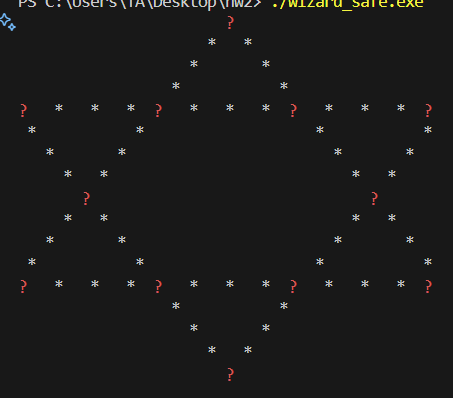 PS C:\Users\TA\Desktop\hw2> ./wizard_safe.exe
                         ?
                       *   *
                     *       *
                   *           *
  ?   *   *   *  ?   *   *   *  ?   *   *   *  ?
   *           *                   *           *
     *       *                       *       *
       *   *                           *   *
         ?                               ?
       *   *                           *   *
     *       *                       *       *
   *           *                   *           *
  ?   *   *   *  ?   *   *   *  ?   *   *   *  ?
                   *           *
                     *       *
                       *   *
                         ?